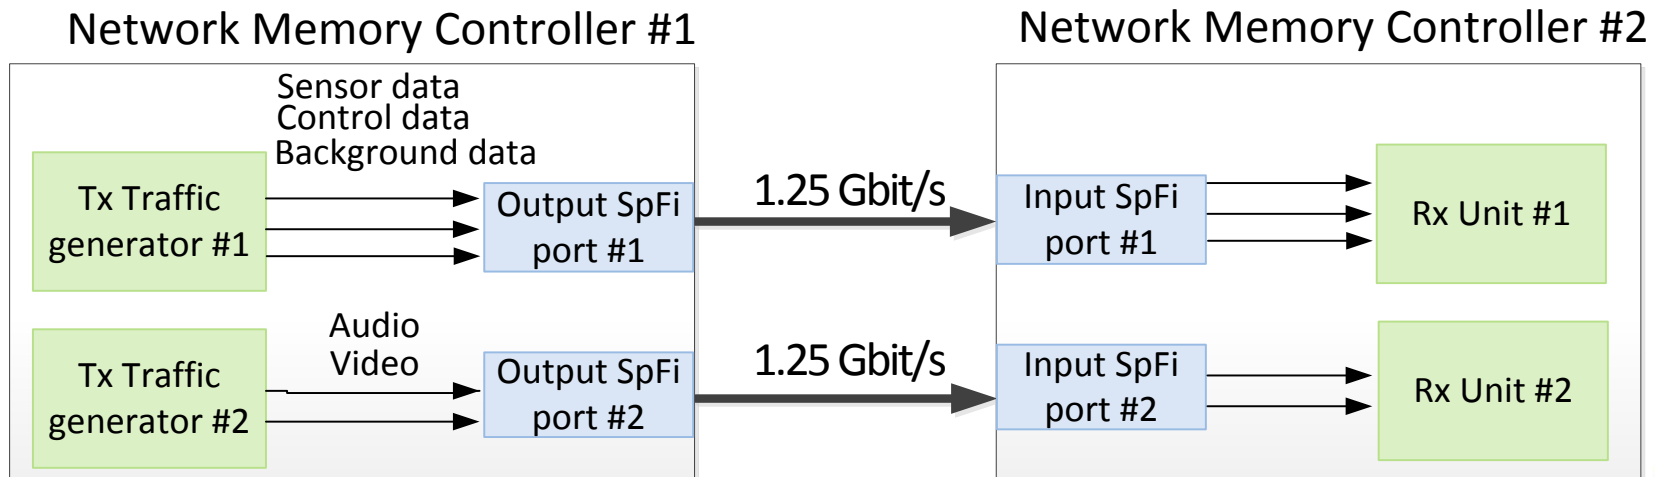 Network Memory Controller #1
Network Memory Controller #2
Sensor data
Control data
Background data
Tx Traffic
generator #1
Output SpFi
port #1
1.25 Gbit/s
Input SpFi
port #1
Rx Unit #1
Audio
Video
Tx Traffic
generator #2
Output SpFi
port #2
1.25 Gbit/s
Input SpFi
port #2
Rx Unit #2